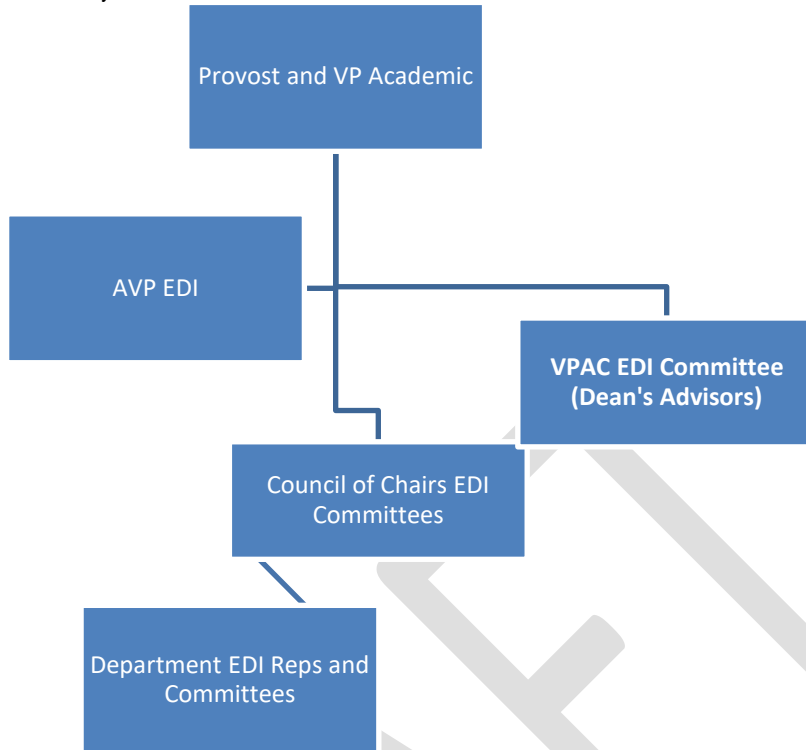 Provost and VP Academic
AVP EDI
VPAC EDI Committee
(Dean's Advisors)
Council of Chairs EDI
Committees
Department EDI Reps and
Committees